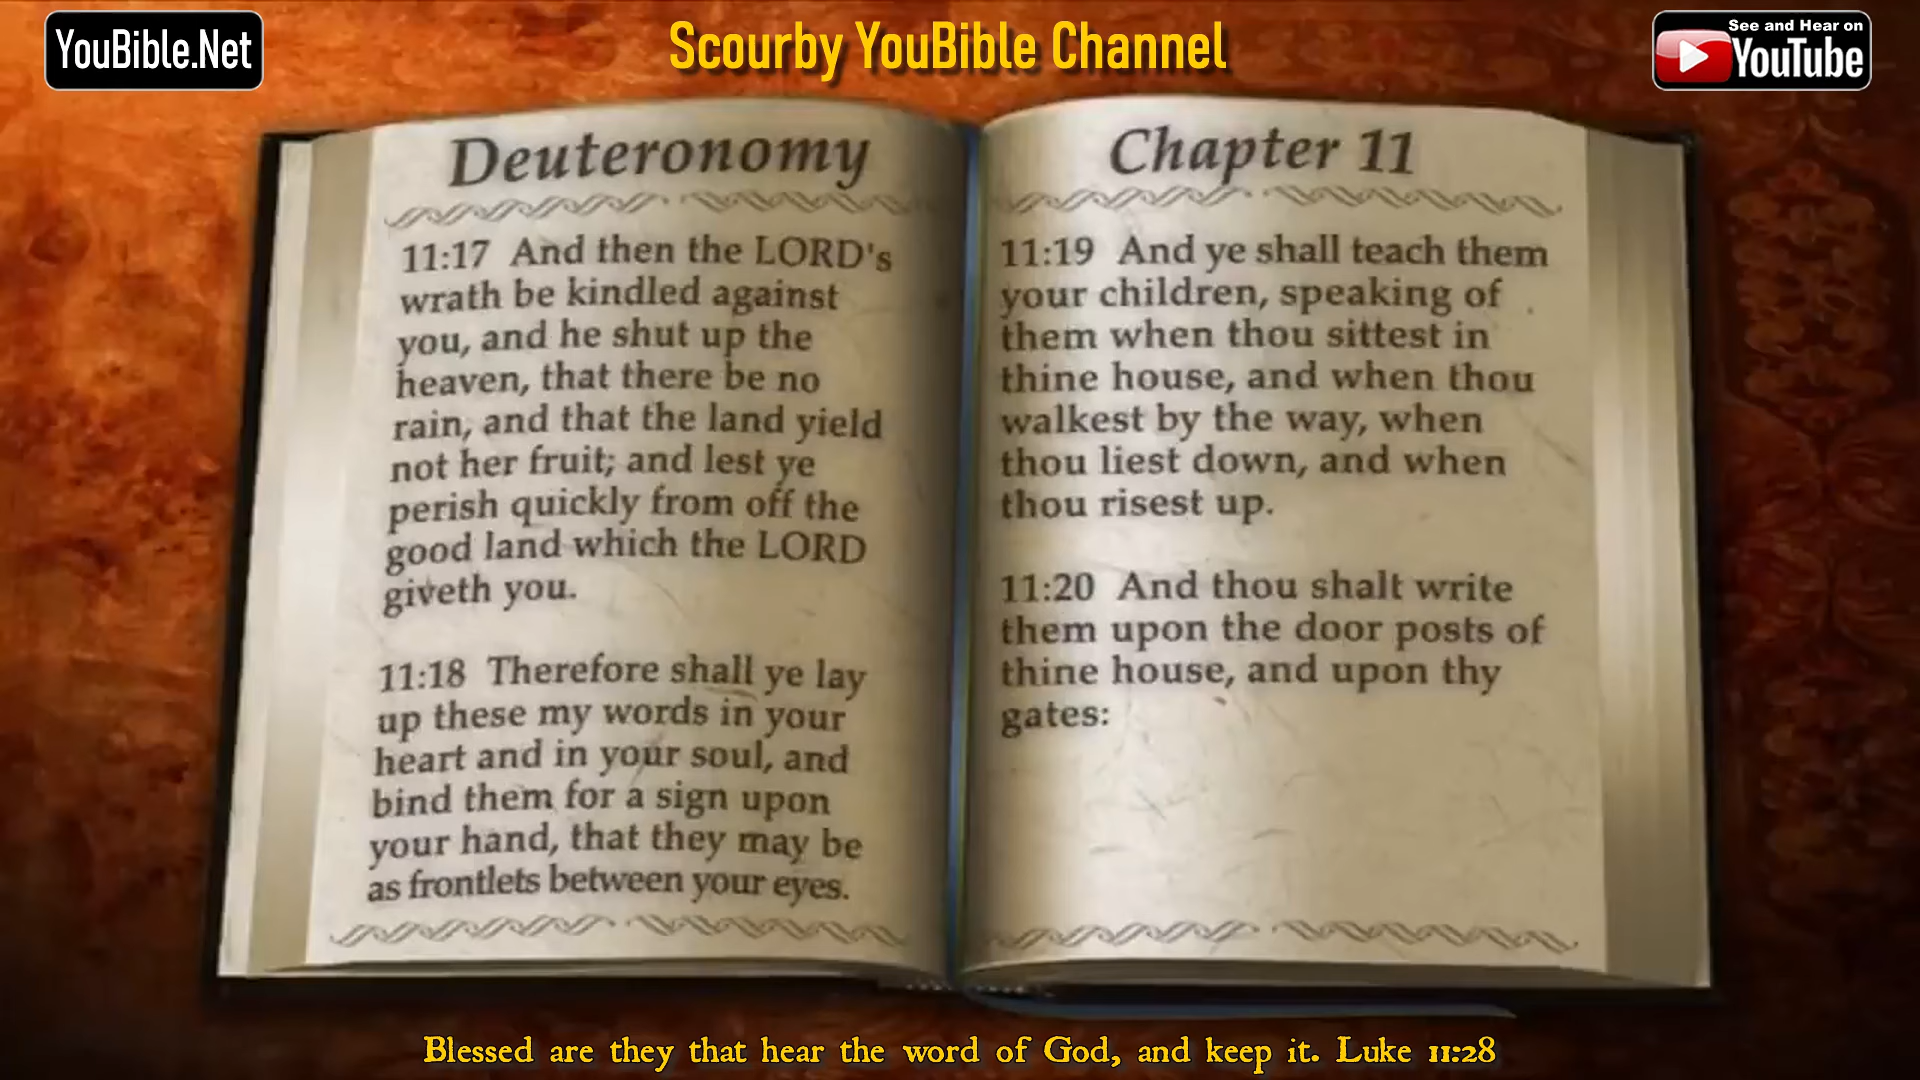 YouBible.Net
Scourby YouBible Channel
See and Hear on
YouTube
Deuteronomy
11:17 And then the LORD's
wrath be kindled against
you, and he shut up the
heaven, that there be no
rain, and that the land yield
not her fruit; and lest ye
perish quickly from off the
good land which the LORD
giveth you.
11:18 Therefore shall ye lay
up these my words in your
heart and in your soul, and
bind them for a sign upon
your hand, that they may be
as frontlets between your eyes.
Chapter 11
11:19 And ye shall teach them
your children, speaking of
them when thou sittest in
thine house, and when thou
walkest by the way, when
thou liest down, and when
thou risest up.
11:20 And thou shalt write
them upon the door posts of
thine house, and upon thy
gates:
Blessed are they that hear the word of God, and keep it. Luke 11:28